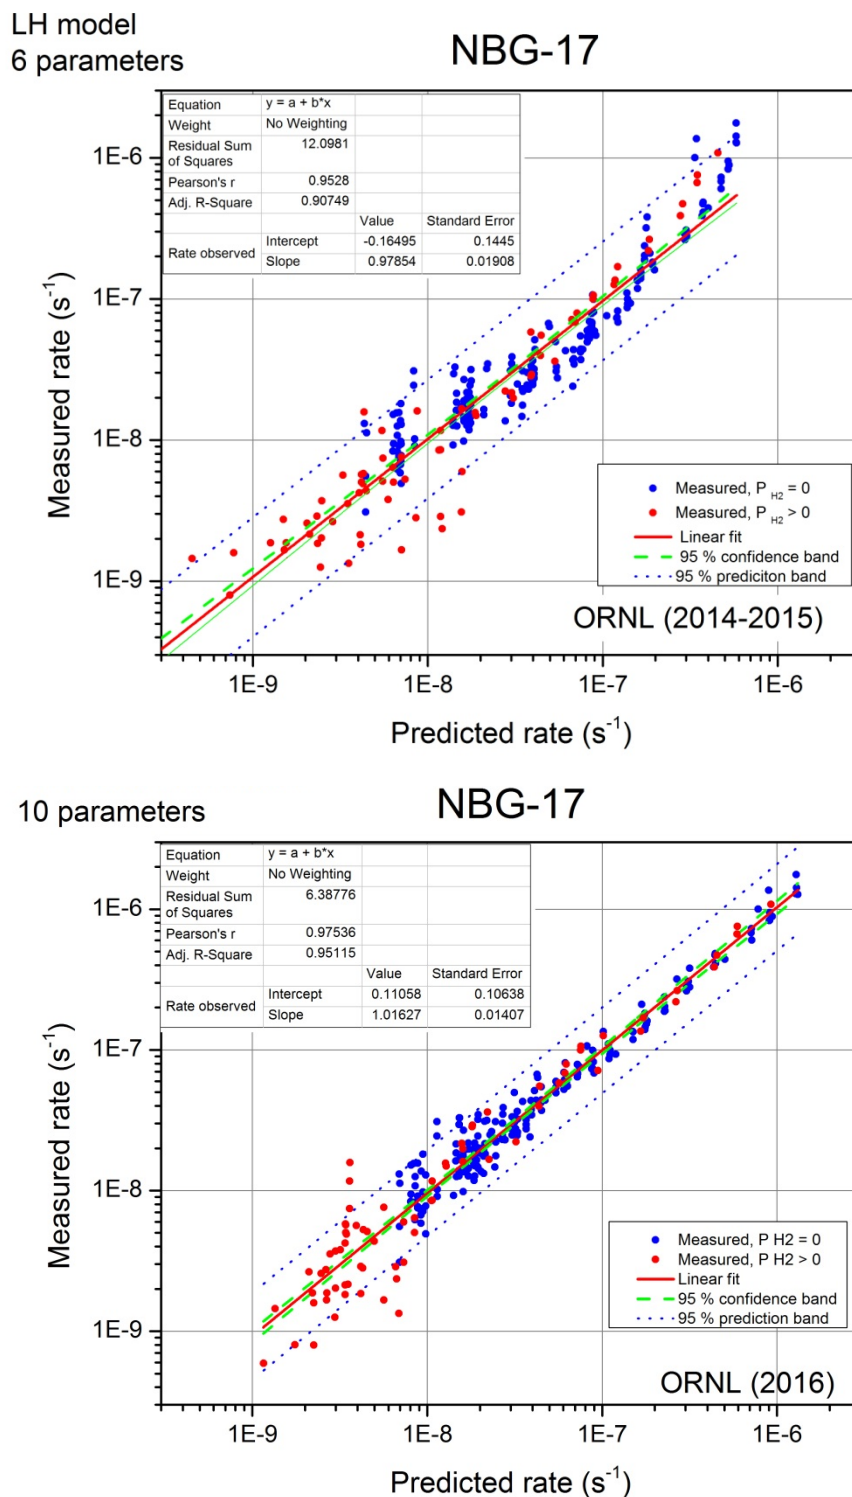 LH model
6 parameters
NBG-17
Equation y = a + b*x
Weight No Weighting
Residual Sum of Squares 12.0981
Pearson's r 0.9528
Adj. R-Square 0.90749
Value Standard Error
Rate observed Intercept -0.16495 0.1445
Slope 0.97854 0.01908
1E-6
1E-7
1E-8
1E-9
Measured rate (s⁻¹)
Measured, P H2 = 0
Measured, P H2 > 0
Linear fit
95 % confidence band
95 % prediciton band
ORNL (2014-2015)
1E-9 1E-8 1E-7 1E-6
Predicted rate (s⁻¹)
10 parameters
NBG-17
Equation y = a + b*x
Weight No Weighting
Residual Sum of Squares 6.38776
Pearson's r 0.97536
Adj. R-Square 0.95115
Value Standard Error
Rate observed Intercept 0.11058 0.10638
Slope 1.01627 0.01407
1E-6
1E-7
1E-8
1E-9
Measured rate (s⁻¹)
Measured, P H2 = 0
Measured, P H2 > 0
Linear fit
95 % confidence band
95 % prediction band
ORNL (2016)
1E-9 1E-8 1E-7 1E-6
Predicted rate (s⁻¹)